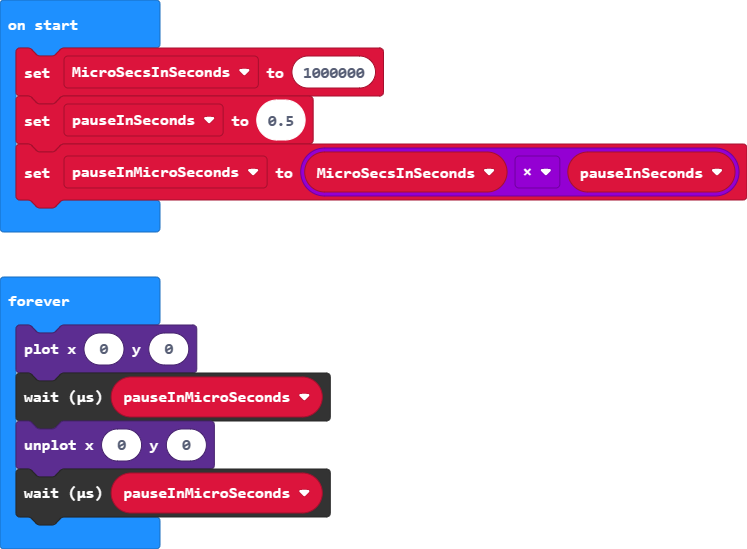 on start
set MicroSecsInSeconds to 1000000
set pauseInSeconds to 0.5
set pauseInMicroSeconds to MicroSecsInSeconds × pauseInSeconds
forever
plot x 0 y 0
wait (µs) pauseInMicroSeconds
unplot x 0 y 0
wait (µs) pauseInMicroSeconds